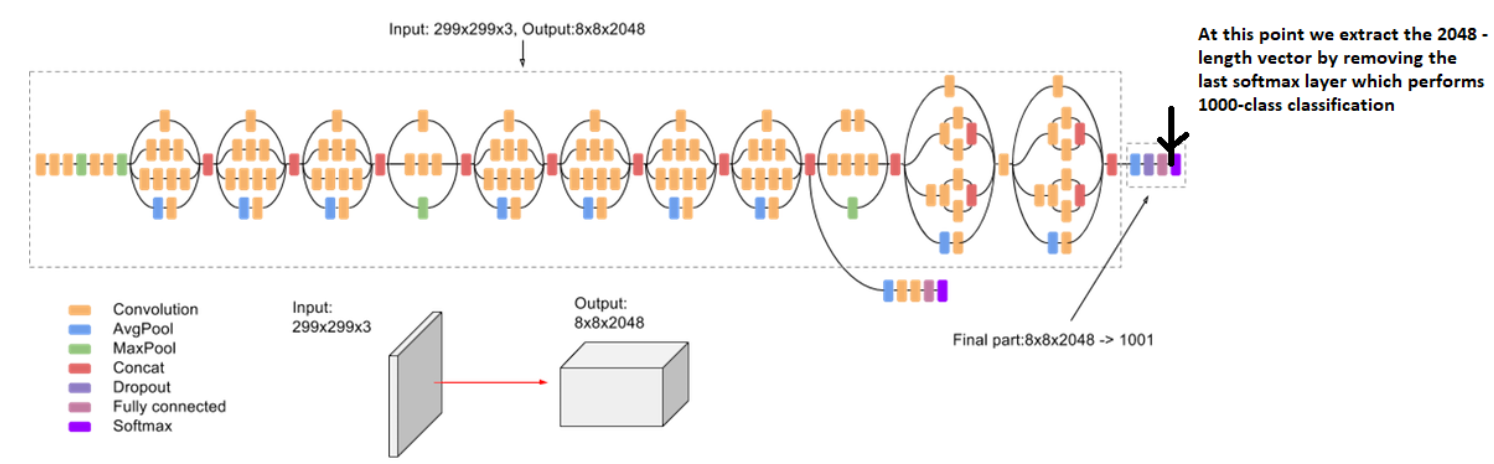 Input: 299x299x3, Output:8x8x2048
At this point we extract the 2048 -
length vector by removing the
last softmax layer which performs
1000-class classification
Convolution
AvgPool
MaxPool
Concat
Dropout
Fully connected
Softmax
Input:
299x299x3
Output:
8x8x2048
Final part:8x8x2048 -> 1001